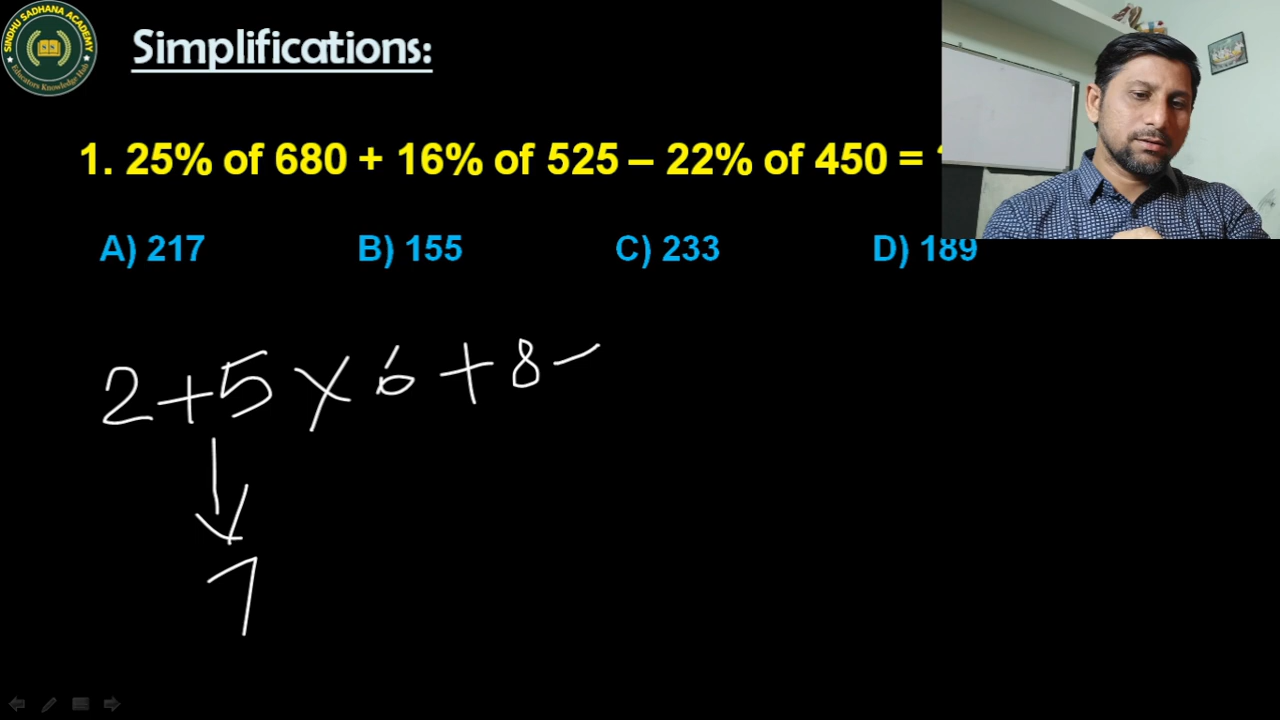 SINDHU SADHANA ACADEMY
Educators Knowledge Hub
Simplifications:
1. 25% of 680 + 16% of 525 – 22% of 450 =
A) 217 B) 155 C) 233 D) 189
2+5×6+8-
7